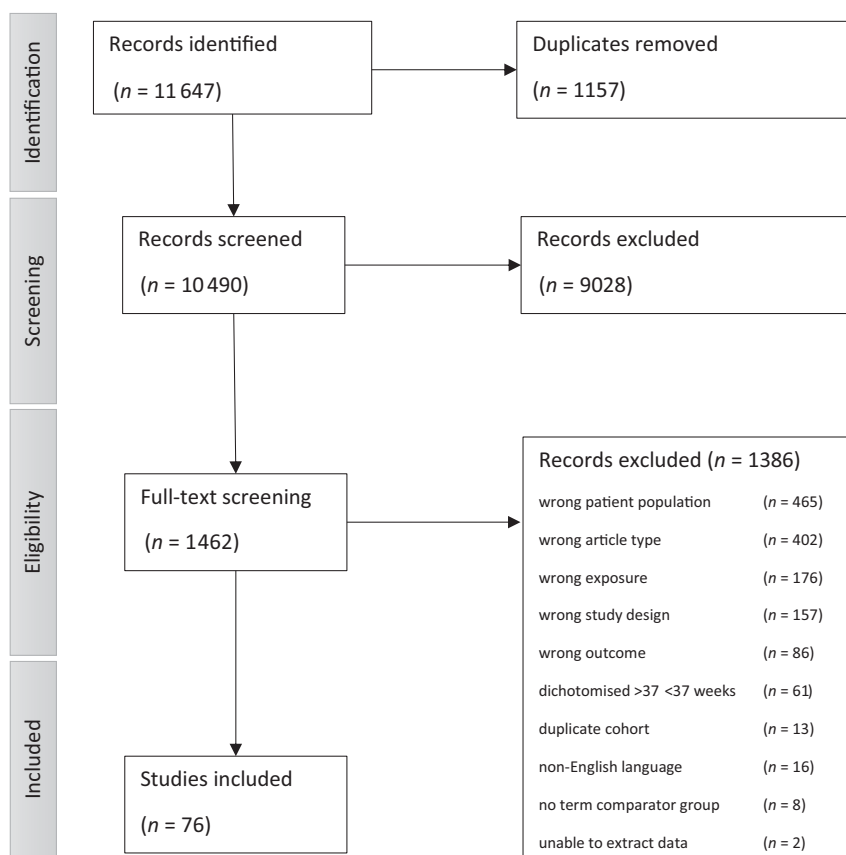 Identification
Records identified
(n = 11 647)
Duplicates removed
(n = 1157)
Screening
Records screened
(n = 10 490)
Records excluded
(n = 9028)
Eligibility
Full-text screening
(n = 1462)
Records excluded (n = 1386)
wrong patient population (n = 465)
wrong article type (n = 402)
wrong exposure (n = 176)
wrong study design (n = 157)
wrong outcome (n = 86)
dichotomised >37 <37 weeks (n = 61)
duplicate cohort (n = 13)
non-English language (n = 16)
no term comparator group (n = 8)
unable to extract data (n = 2)
Included
Studies included
(n = 76)